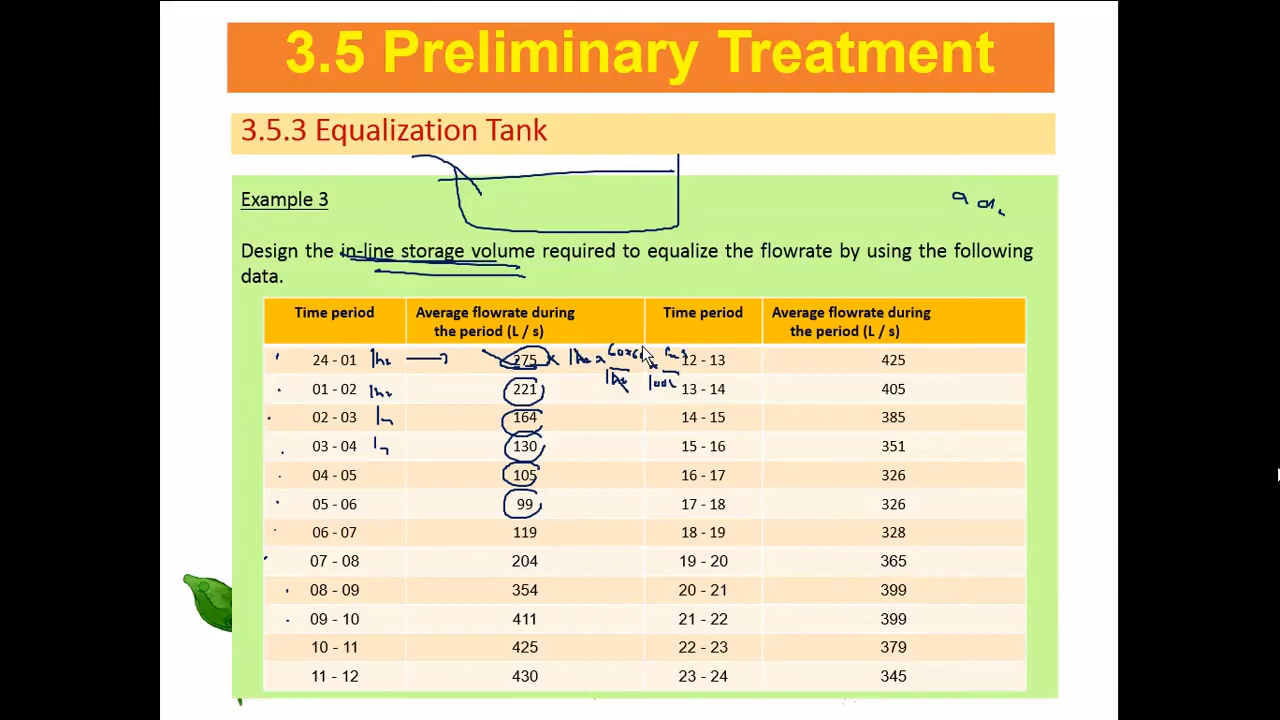 3.5 Preliminary Treatment
3.5.3 Equalization Tank
Example 3
Design the in-line storage volume required to equalize the flowrate by using the following
data.
Time period Average flowrate during the period (L / s) Time period Average flowrate during the period (L / s)
24 - 01 1hr 275 x 12 - 13 425
01 - 02 1hr 221 13 - 14 405
02 - 03 164 14 - 15 385
03 - 04 130 15 - 16 351
04 - 05 105 16 - 17 326
05 - 06 99 17 - 18 326
06 - 07 119 18 - 19 328
07 - 08 204 19 - 20 365
08 - 09 354 20 - 21 399
09 - 10 411 21 - 22 399
10 - 11 425 22 - 23 379
11 - 12 430 23 - 24 345